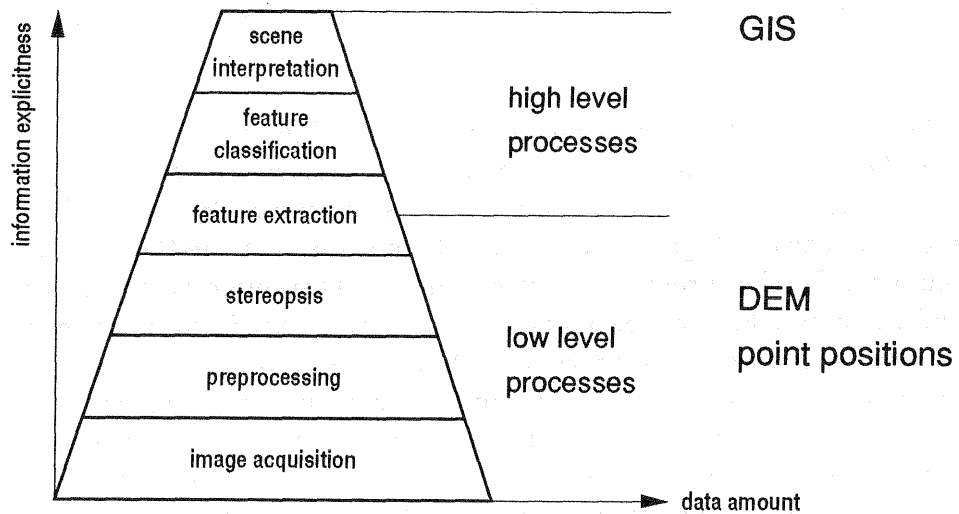 information explicitness
scene
interpretation
feature
classification
feature extraction
stereopsis
preprocessing
image acquisition
data amount
high level
processes
low level
processes
GIS
DEM
point positions